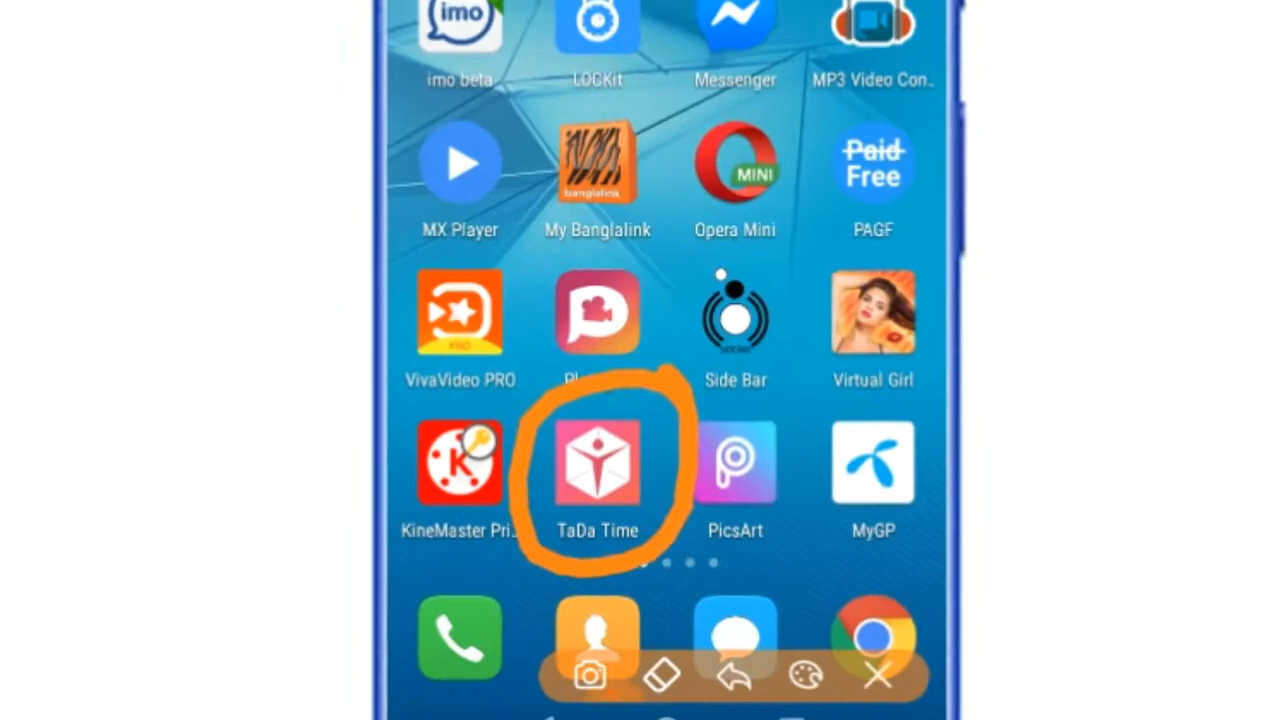 imo
imo beta
LOCKit
Messenger
MP3 Video Con..
MX Player
banglalink
My Banglalink
MINI
Opera Mini
Paid
Free
PAGF
PRO
VivaVideo PRO
Side Bar
Virtual Girl
K
KineMaster Pri..
TaDa Time
PicsArt
MyGP